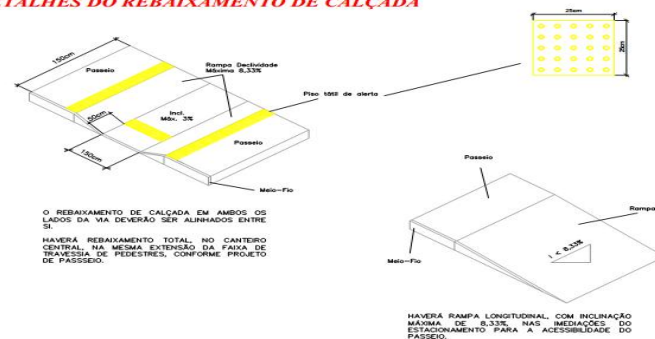 TALHES DO REBAIXAMENTO DE CALÇADA
25cm
25cm
150cm
Passeio
Rampa Declividade
Máxima 8,33%
Piso tátil de alerta
50cm
Incl.
Máx. 3%
Passeio
150cm
Meio-Fio
O REBAIXAMENTO DE CALÇADA EM AMBOS OS
LADOS DA VIA DEVERÃO SER ALINHADOS ENTRE
SI.
HAVERÁ REBAIXAMENTO TOTAL, NO CANTEIRO
CENTRAL, NA MESMA EXTENSÃO DA FAIXA DE
TRAVESSIA DE PEDESTRES, CONFORME PROJETO
DE PASSSEIO.
Passeio
Rampa
Meio-Fio
i < 8,33%
HAVERÁ RAMPA LONGITUDINAL, COM INCLINAÇÃO
MÁXIMA DE 8,33%, NAS IMEDIAÇÕES DO
ESTACIONAMENTO PARA A ACESSIBILIDADE DO
PASSEIO.